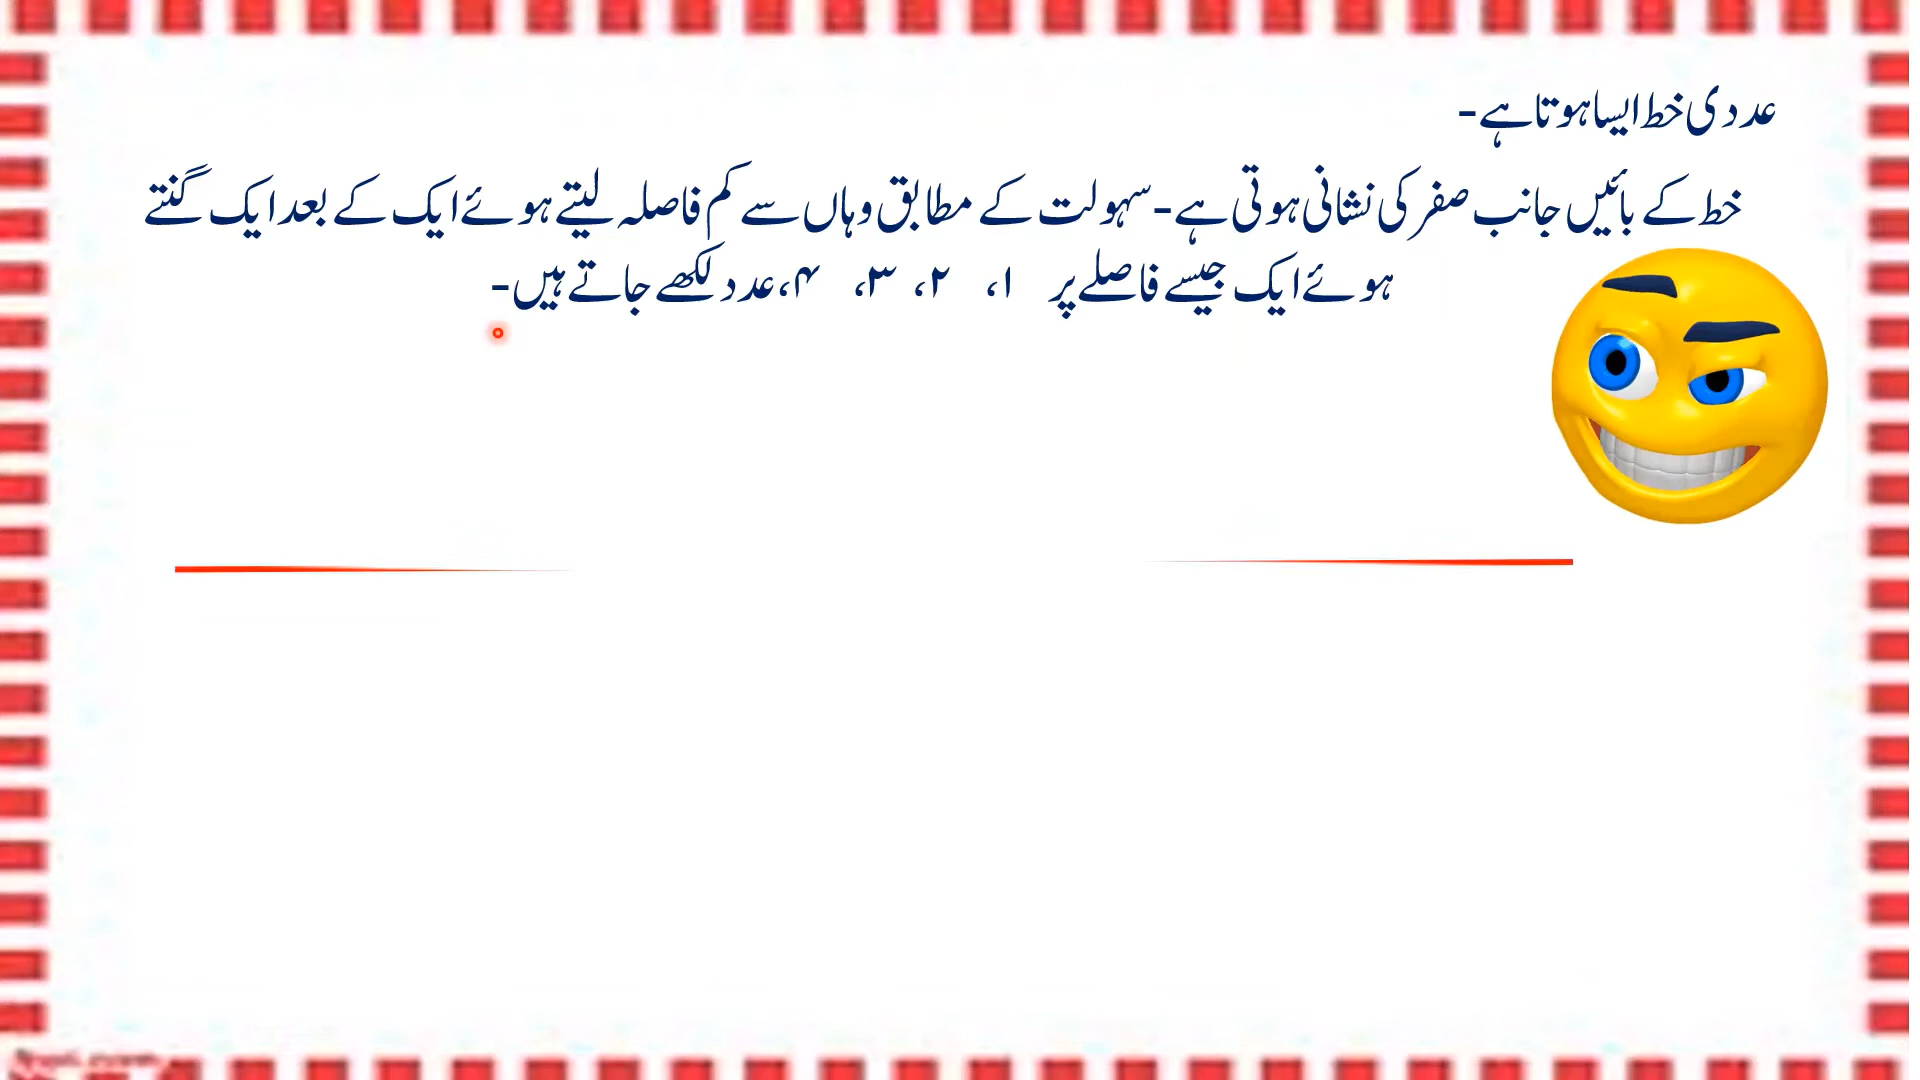 عددی خط ایسا ہوتا ہے-
خط کے بائیں جانب صفر کی نشانی ہوتی ہے-سہولت کے مطابق وہاں سے کم فاصلہ لیتے ہوئے ایک کے بعد ایک گنتے
ہوئے ایک جیسے فاصلے پر ۱، ۲، ۳، ۴،عدد لکھے جاتے ہیں-